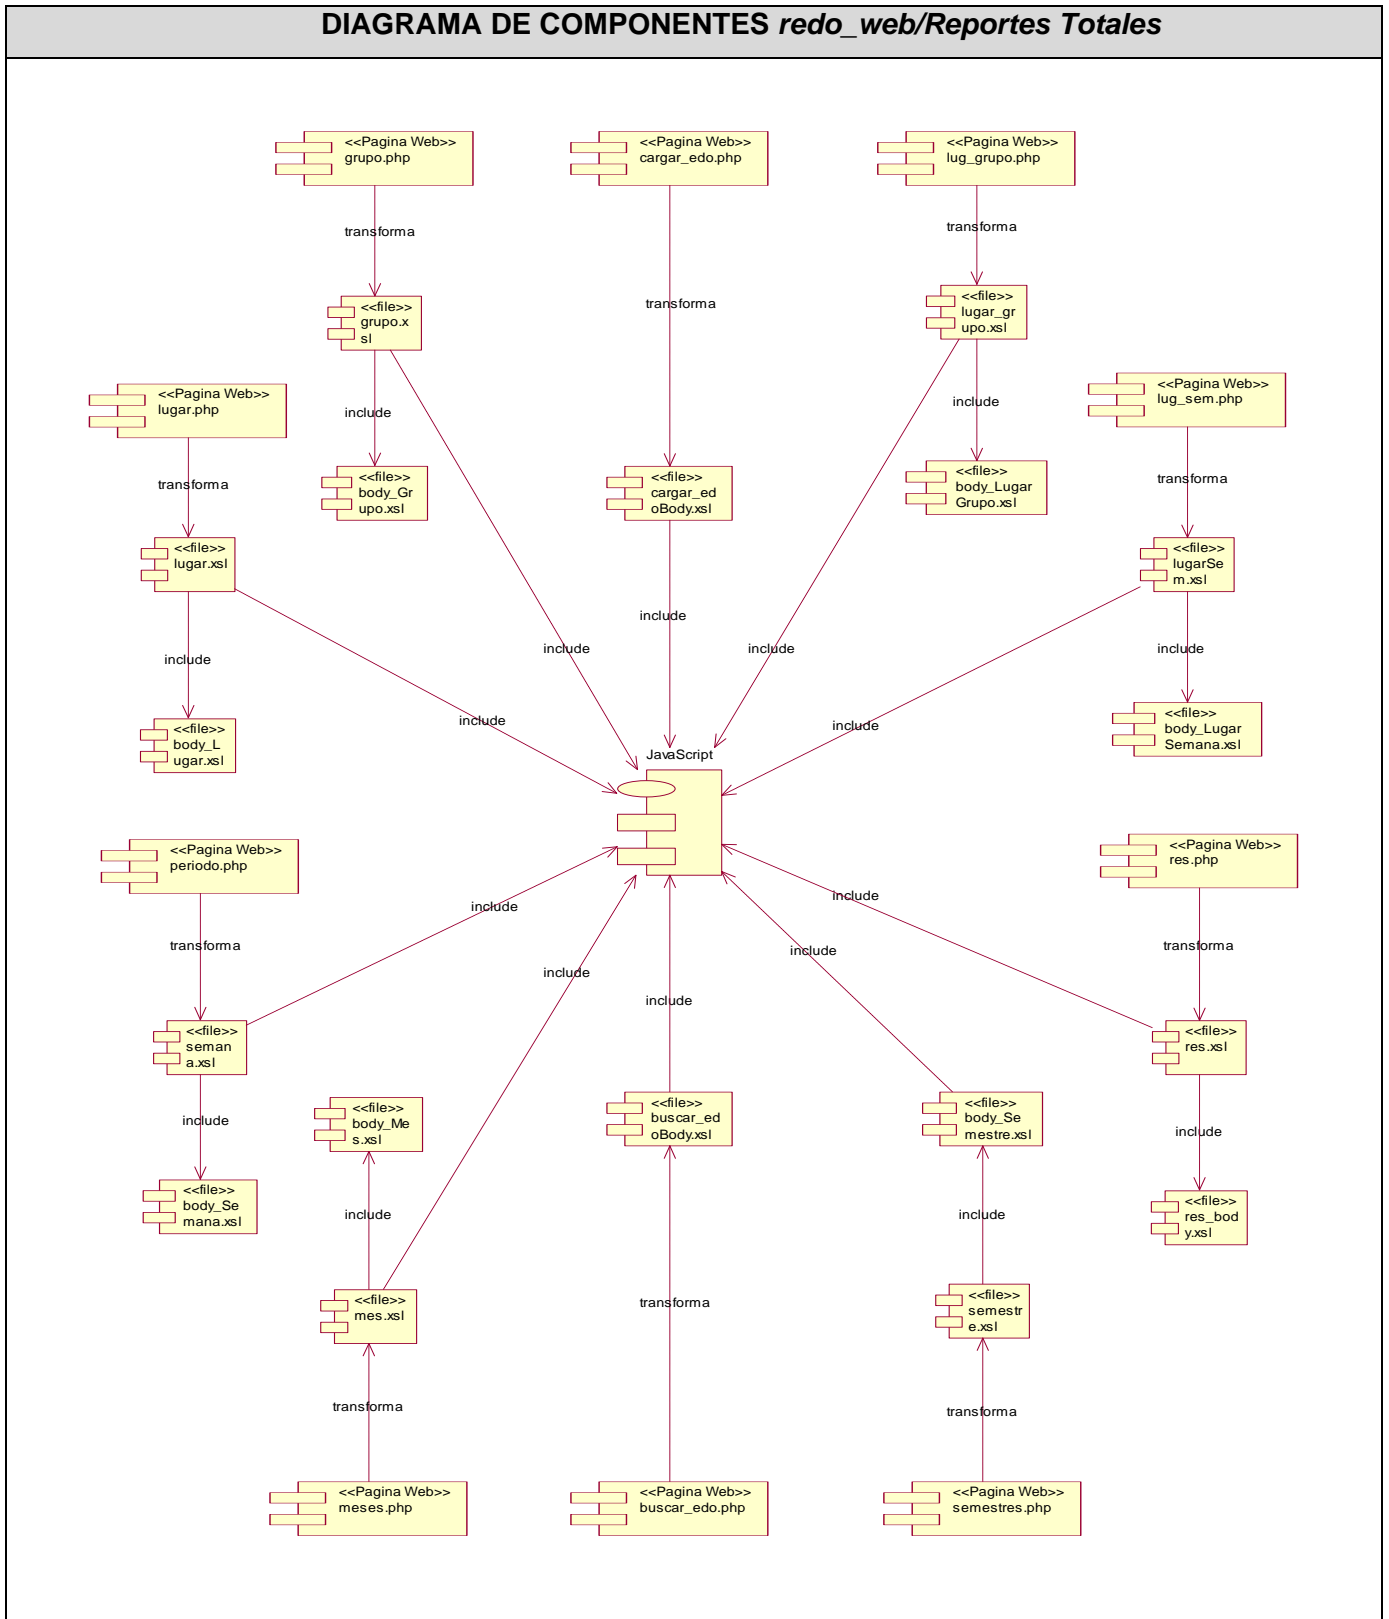 DIAGRAMA DE COMPONENTES redo_web/Reportes Totales
<<Pagina Web>>
grupo.php
<<Pagina Web>>
cargar_edo.php
<<Pagina Web>>
lug_grupo.php
transforma
transforma
transforma
<<file>>
grupo.x
sl
<<file>>
lugar_gr
upo.xsl
<<Pagina Web>>
lugar.php
include
include
<<Pagina Web>>
lug_sem.php
transforma
<<file>>
body_Gr
upo.xsl
<<file>>
cargar_ed
oBody.xsl
<<file>>
body_Lugar
Grupo.xsl
transforma
<<file>>
lugar.xsl
<<file>>
lugarSe
m.xsl
include
include
include
include
include
include
include
<<file>>
body_L
ugar.xsl
<<file>>
body_Lugar
Semana.xsl
JavaScript
<<Pagina Web>>
periodo.php
<<Pagina Web>>
res.php
include
include
transforma
include
include
include
transforma
<<file>>
seman
a.xsl
<<file>>
res.xsl
include
<<file>>
body_Me
s.xsl
<<file>>
buscar_ed
oBody.xsl
<<file>>
body_Se
mestre.xsl
include
<<file>>
body_Se
mana.xsl
include
include
<<file>>
res_bod
y.xsl
<<file>>
mes.xsl
transforma
<<file>>
semestr
e.xsl
transforma
transforma
<<Pagina Web>>
meses.php
<<Pagina Web>>
buscar_edo.php
<<Pagina Web>>
semestres.php